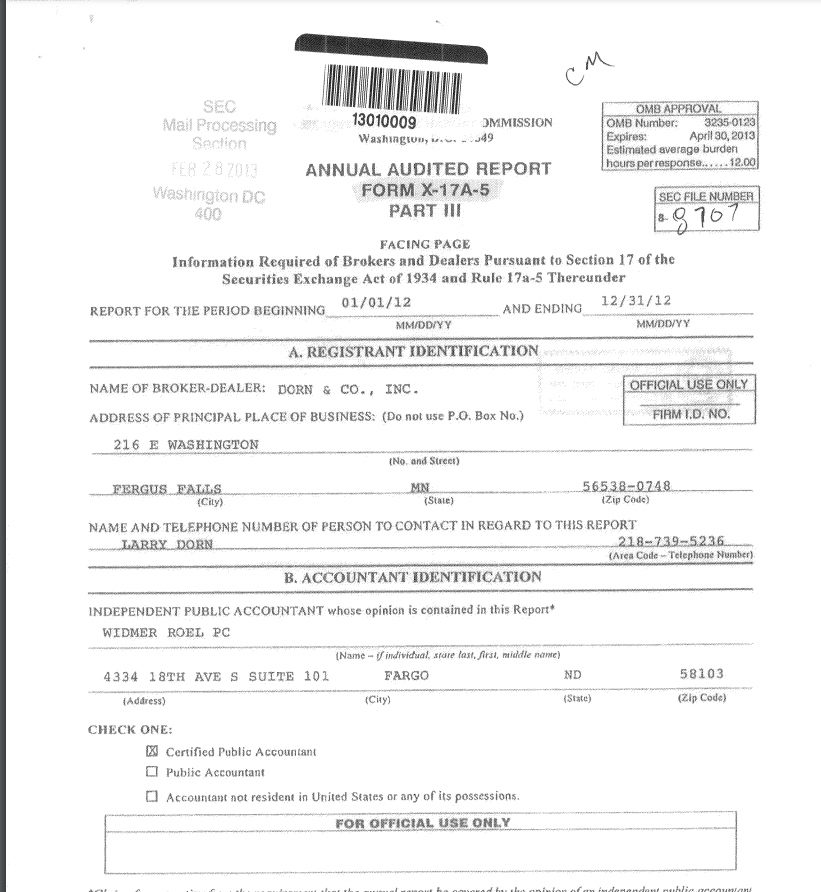 CM
13010009
SEC
Mail Processing
Section
FEB 28 2013
Washington DC
400
OMMISSION
Washington, D.C. 549
OMB APPROVAL
OMB Number: 3235-0123
Expires: April 30, 2013
Estimated average burden
hours per response...... 12.00
ANNUAL AUDITED REPORT
FORM X-17A-5
PART III
SEC FILE NUMBER
8- 8707
FACING PAGE
Information Required of Brokers and Dealers Pursuant to Section 17 of the
Securities Exchange Act of 1934 and Rule 17a-5 Thereunder
REPORT FOR THE PERIOD BEGINNING 01/01/12 AND ENDING 12/31/12
MM/DD/YY MM/DD/YY
A. REGISTRANT IDENTIFICATION
NAME OF BROKER-DEALER: DORN & CO., INC.
OFFICIAL USE ONLY
FIRM I.D. NO.
ADDRESS OF PRINCIPAL PLACE OF BUSINESS: (Do not use P.O. Box No.)
216 E WASHINGTON
(No. and Street)
FERGUS FALLS MN 56538-0748
(City) (State) (Zip Code)
NAME AND TELEPHONE NUMBER OF PERSON TO CONTACT IN REGARD TO THIS REPORT
LARRY DORN 218-739-5236
(Area Code – Telephone Number)
B. ACCOUNTANT IDENTIFICATION
INDEPENDENT PUBLIC ACCOUNTANT whose opinion is contained in this Report*
WIDMER ROEL PC
(Name – if individual, state last, first, middle name)
4334 18TH AVE S SUITE 101 FARGO ND 58103
(Address) (City) (State) (Zip Code)
CHECK ONE:
☒ Certified Public Accountant
☐ Public Accountant
☐ Accountant not resident in United States or any of its possessions.
FOR OFFICIAL USE ONLY